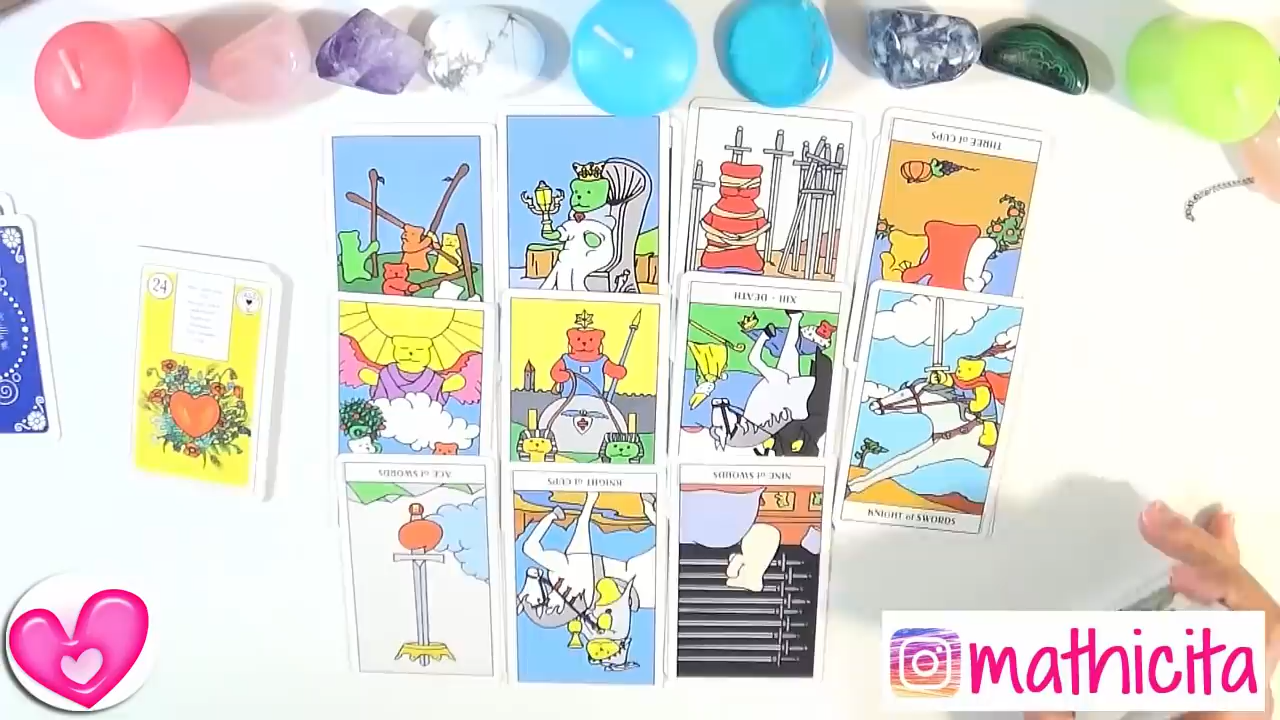 THREE of CUPS
24
XIII · DEATH
ACE of SWORDS
KNIGHT of CUPS
NINE of SWORDS
KNIGHT of SWORDS
mathicita